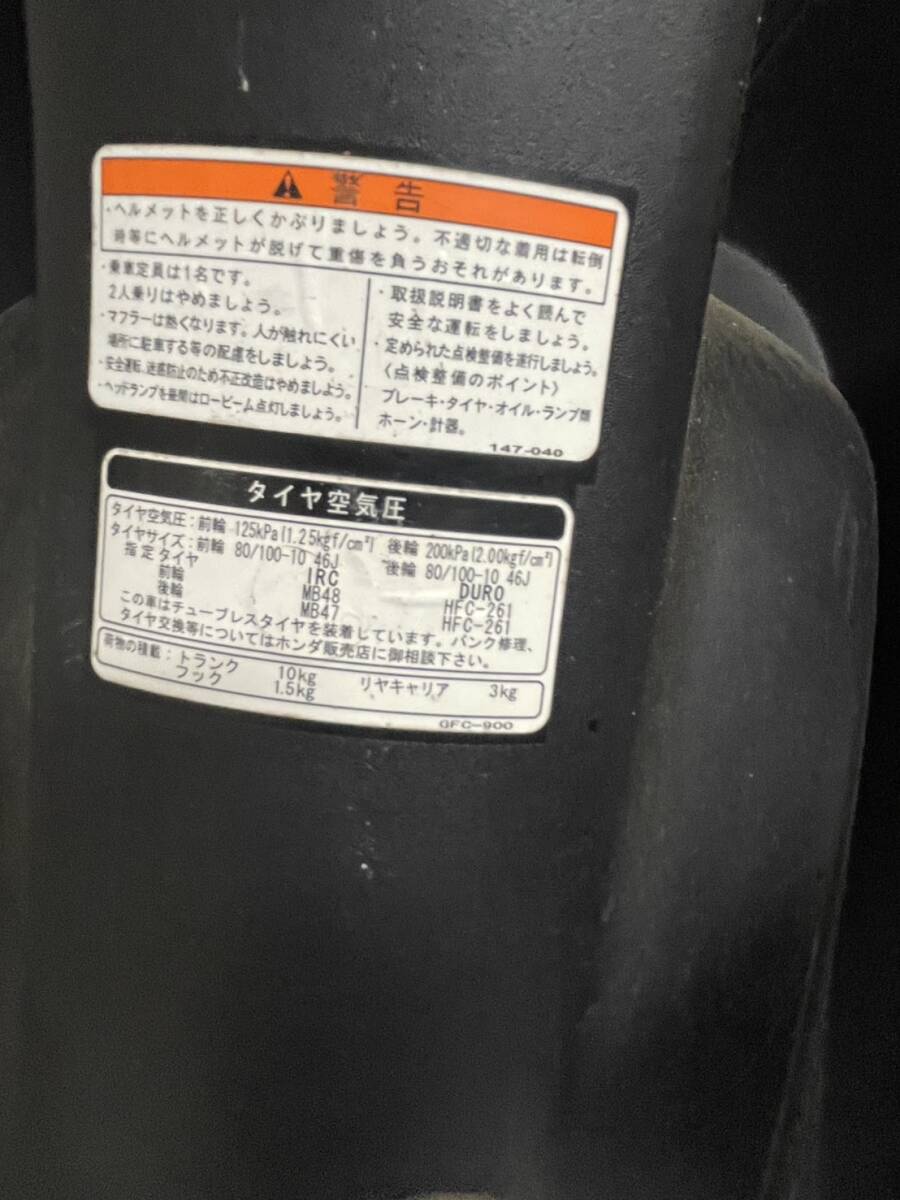 ⚠ 警告
・ヘルメットを正しくかぶりましょう。不適切な着用は転倒
時等にヘルメットが脱げて重傷を負うおそれがあります。
・乗車定員は1名です。
2人乗りはやめましょう。
・マフラーは熱くなります。人が触れにくい
場所に駐車する等の配慮をしましょう。
・安全運転、迷惑防止のため不正改造はやめましょう。
・ヘッドランプを昼間はロービーム点灯しましょう。
・取扱説明書をよく読んで
安全な運転をしましょう。
・定められた点検整備を遂行しましょう。
〈点検整備のポイント〉
ブレーキ・タイヤ・オイル・ランプ類
ホーン・計器。
147-040
タイヤ空気圧
タイヤ空気圧：前輪 125kPa(1.25kgf/cm²) 後輪 200kPa(2.00kgf/cm²)
タイヤサイズ：前輪 80/100-10 46J 後輪 80/100-10 46J
指定タイヤ IRC DURO
前輪 MB48 HFC-261
後輪 MB47 HFC-261
この車はチューブレスタイヤを装着しています。パンク修理、
タイヤ交換等についてはホンダ販売店に御相談下さい。
荷物の積載：トランク 10kg リヤキャリア 3kg
フック 1.5kg
GFC-900